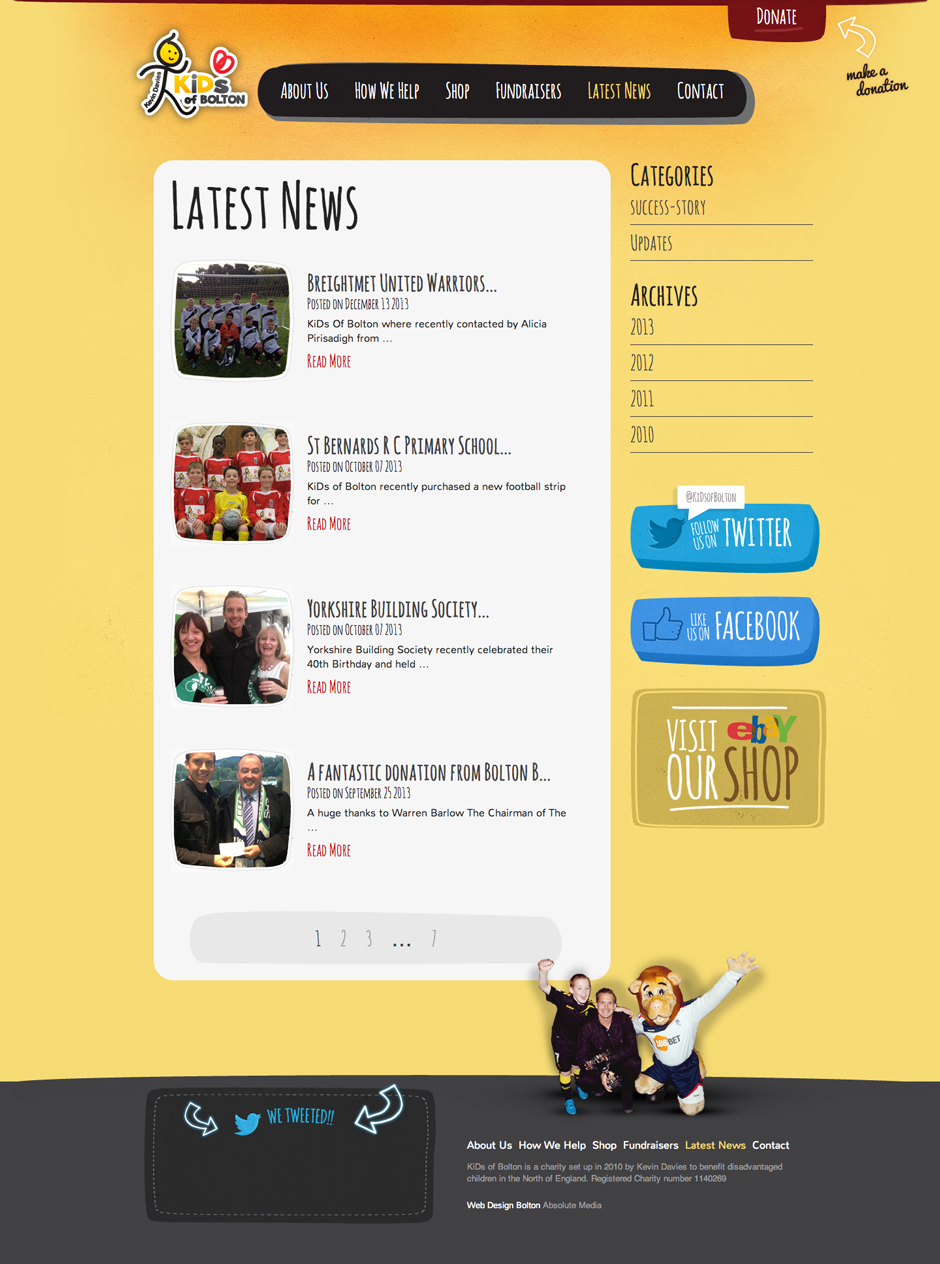 Donate
make a
donation
Kevin Davies
KiDs
of BOLTON
About Us How We Help Shop Fundraisers Latest News Contact
Latest News
Breightmet United Warriors...
Posted on December 13 2013
KiDs Of Bolton where recently contacted by Alicia
Pirisadigh from ...
Read More
St Bernards R C Primary School...
Posted on October 07 2013
KiDs of Bolton recently purchased a new football strip
for ...
Read More
Yorkshire Building Society...
Posted on October 07 2013
Yorkshire Building Society recently celebrated their
40th Birthday and held ...
Read More
A fantastic donation from Bolton B...
Posted on September 25 2013
A huge thanks to Warren Barlow The Chairman of The
...
Read More
1 2 3 ... 7
Categories
success-story
Updates
Archives
2013
2012
2011
2010
@KiDsofBolton
FOLLOW
US ON
TWITTER
LIKE
US ON
FACEBOOK
VISIT ebay
OUR SHOP
188BET
WE TWEETED!!
About Us How We Help Shop Fundraisers Latest News Contact
KiDs of Bolton is a charity set up in 2010 by Kevin Davies to benefit disadvantaged
children in the North of England. Registered Charity number 1140269
Web Design Bolton Absolute Media